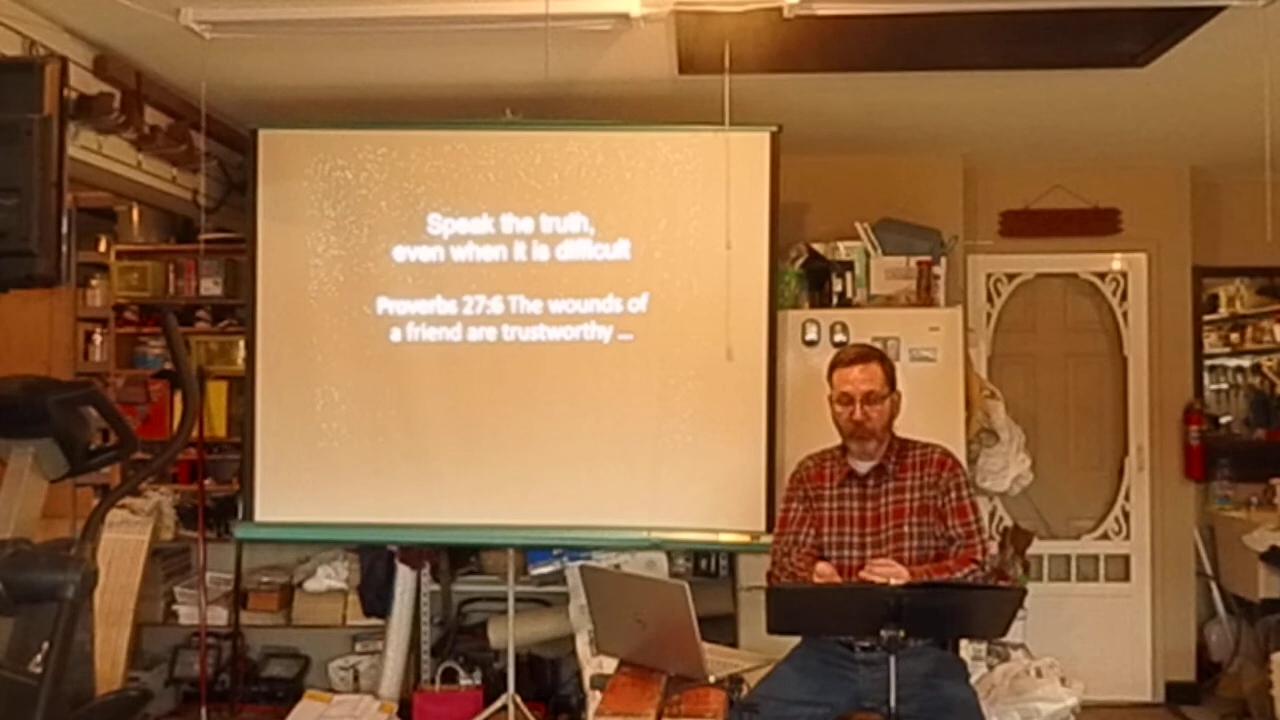 Speak the truth,
even when it is difficult
Proverbs 27:6 The wounds of
a friend are trustworthy ...